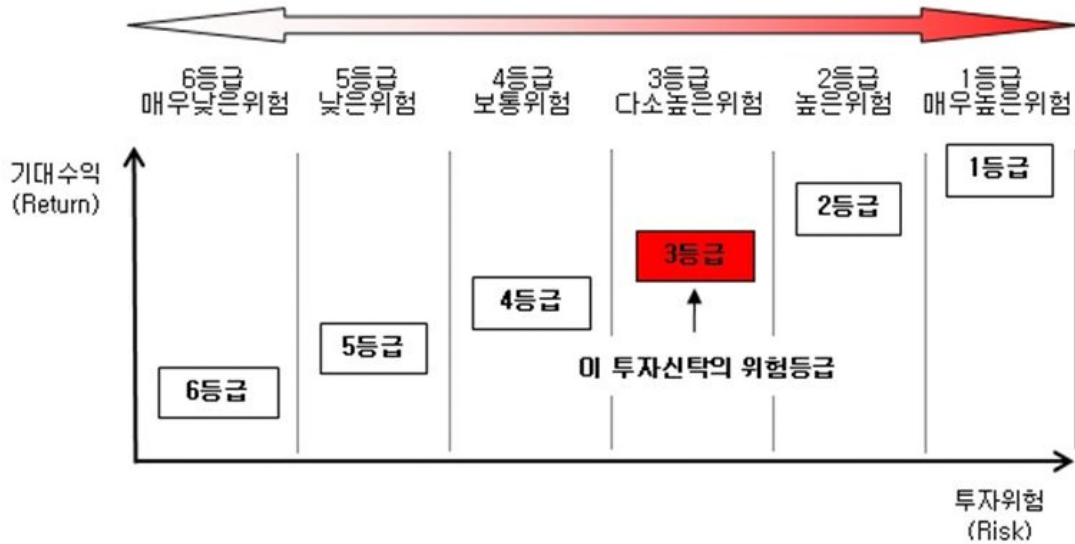 6등급 5등급 4등급 3등급 2등급 1등급
매우낮은위험 낮은위험 보통위험 다소높은위험 높은위험 매우높은위험
기대수익
(Return)
1등급
2등급
3등급
4등급
5등급
이 투자신탁의 위험등급
6등급
투자위험
(Risk)